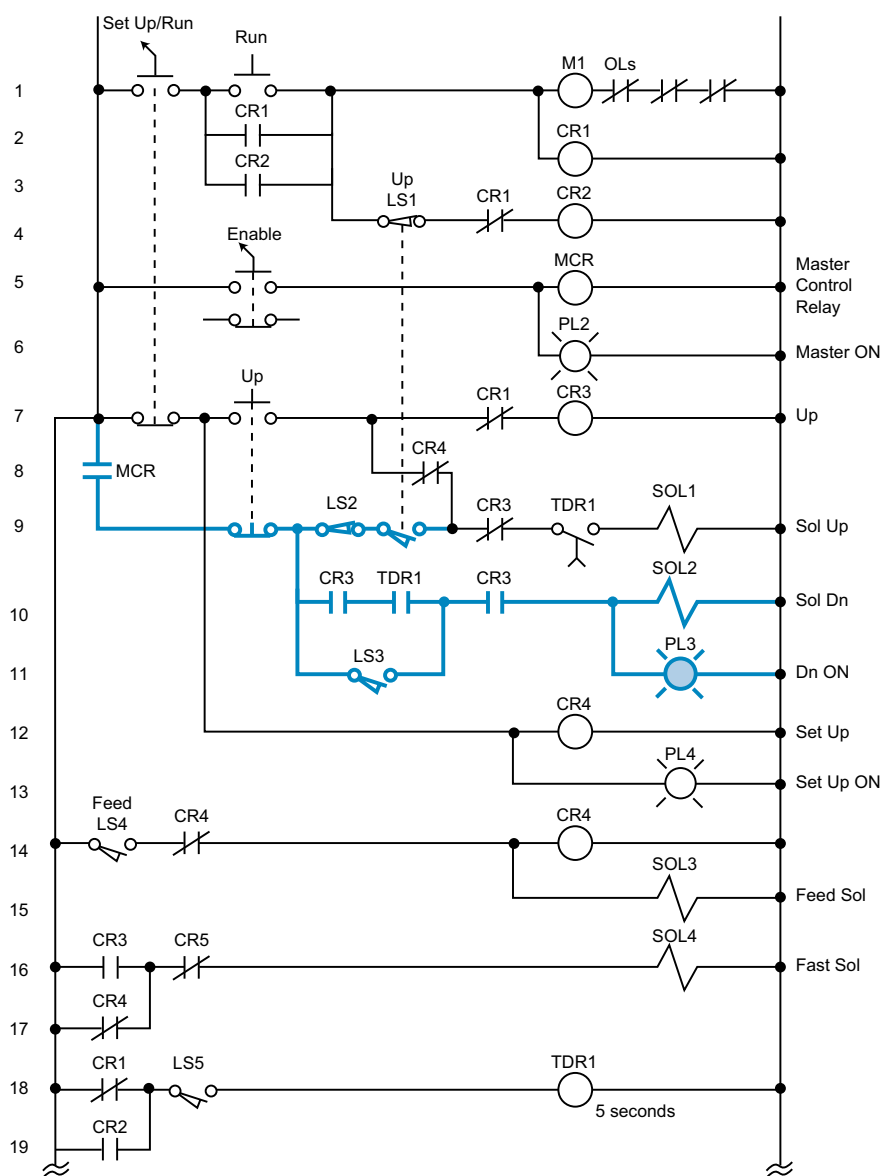 Set Up/Run
Run
1
M1
OLs
2
CR1
CR1
3
CR2
Up
LS1
CR1
CR2
4
Enable
5
MCR
Master
Control
Relay
6
PL2
Master ON
7
Up
CR1
CR3
Up
8
MCR
CR4
9
LS2
CR3
TDR1
SOL1
Sol Up
10
CR3
TDR1
CR3
SOL2
Sol Dn
11
LS3
PL3
Dn ON
12
CR4
Set Up
13
PL4
Set Up ON
14
Feed
LS4
CR4
CR4
15
SOL3
Feed Sol
16
CR3
CR5
SOL4
Fast Sol
17
CR4
18
CR1
LS5
TDR1
5 seconds
19
CR2